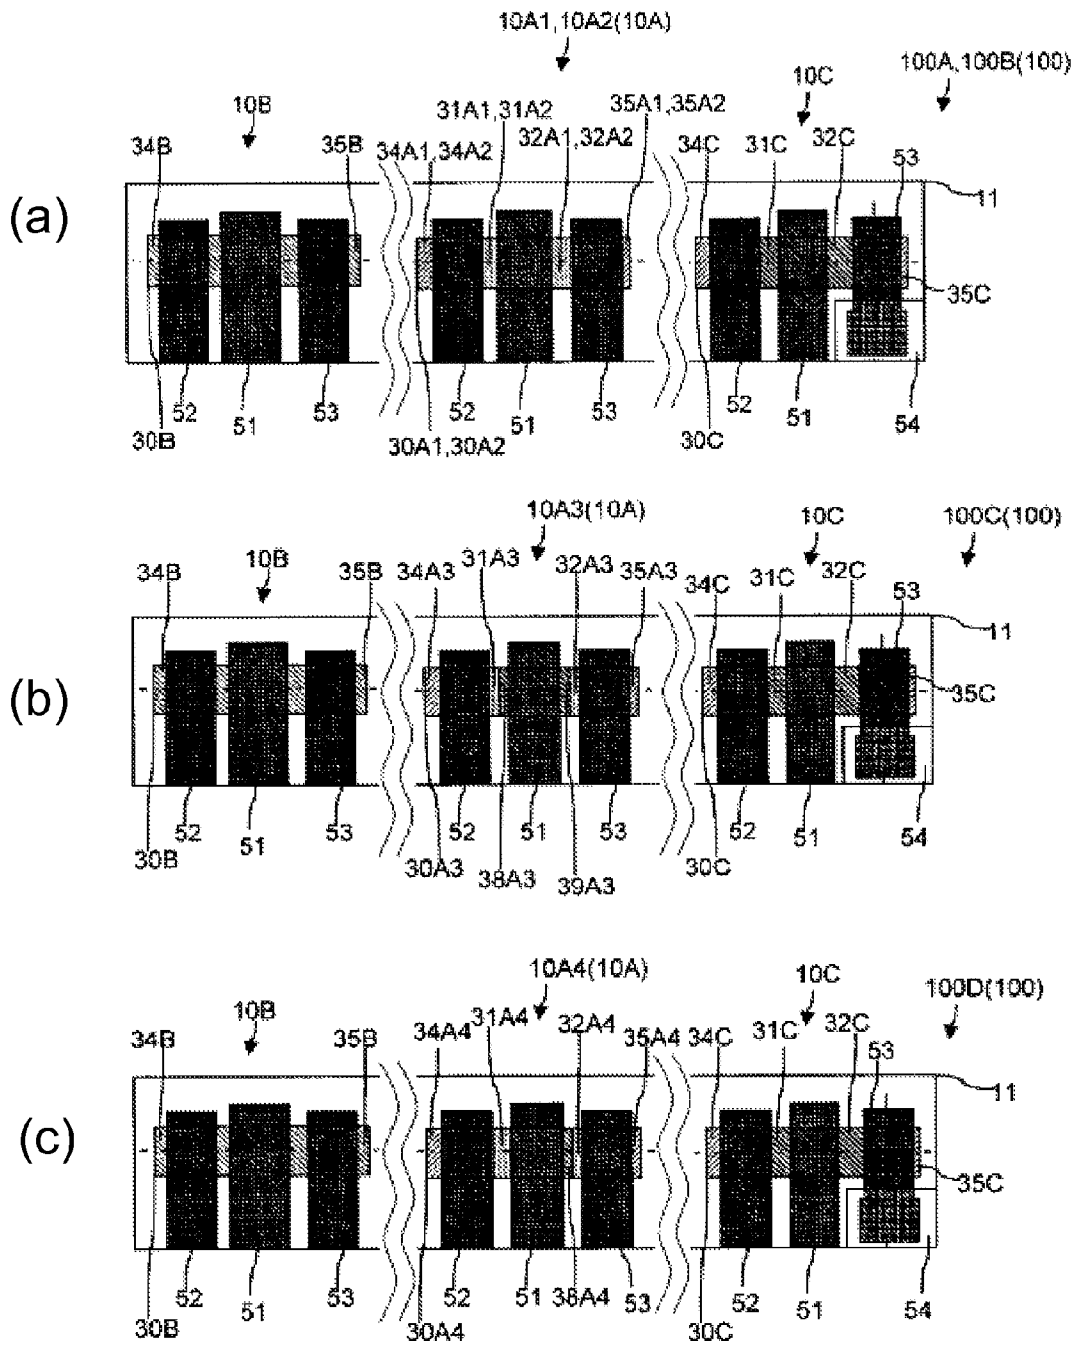 10A1,10A2(10A)
100A,100B(100)
10C
10B
31A1,31A2
35A1,35A2
34B
35B
34A1,34A2
32A1,32A2
34C
31C
32C
53
(a)
11
35C
52
51
53
52
51
53
52
51
54
30B
30A1,30A2
30C
10A3(10A)
10C
100C(100)
10B
34B
35B
34A3
31A3
32A3
35A3
34C
31C
32C
53
11
(b)
35C
52
51
53
52
51
53
52
51
54
30B
30A3
38A3
39A3
30C
10A4(10A)
10C
100D(100)
10B
34B
35B
34A4
31A4
32A4
35A4
34C
31C
32C
53
11
(c)
35C
52
51
53
52
51
38A4
53
52
51
54
30B
30A4
30C